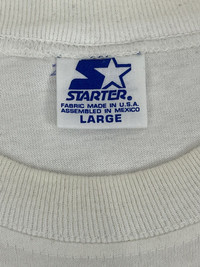 STARTER®
FABRIC MADE IN U.S.A.
ASSEMBLED IN MEXICO
LARGE